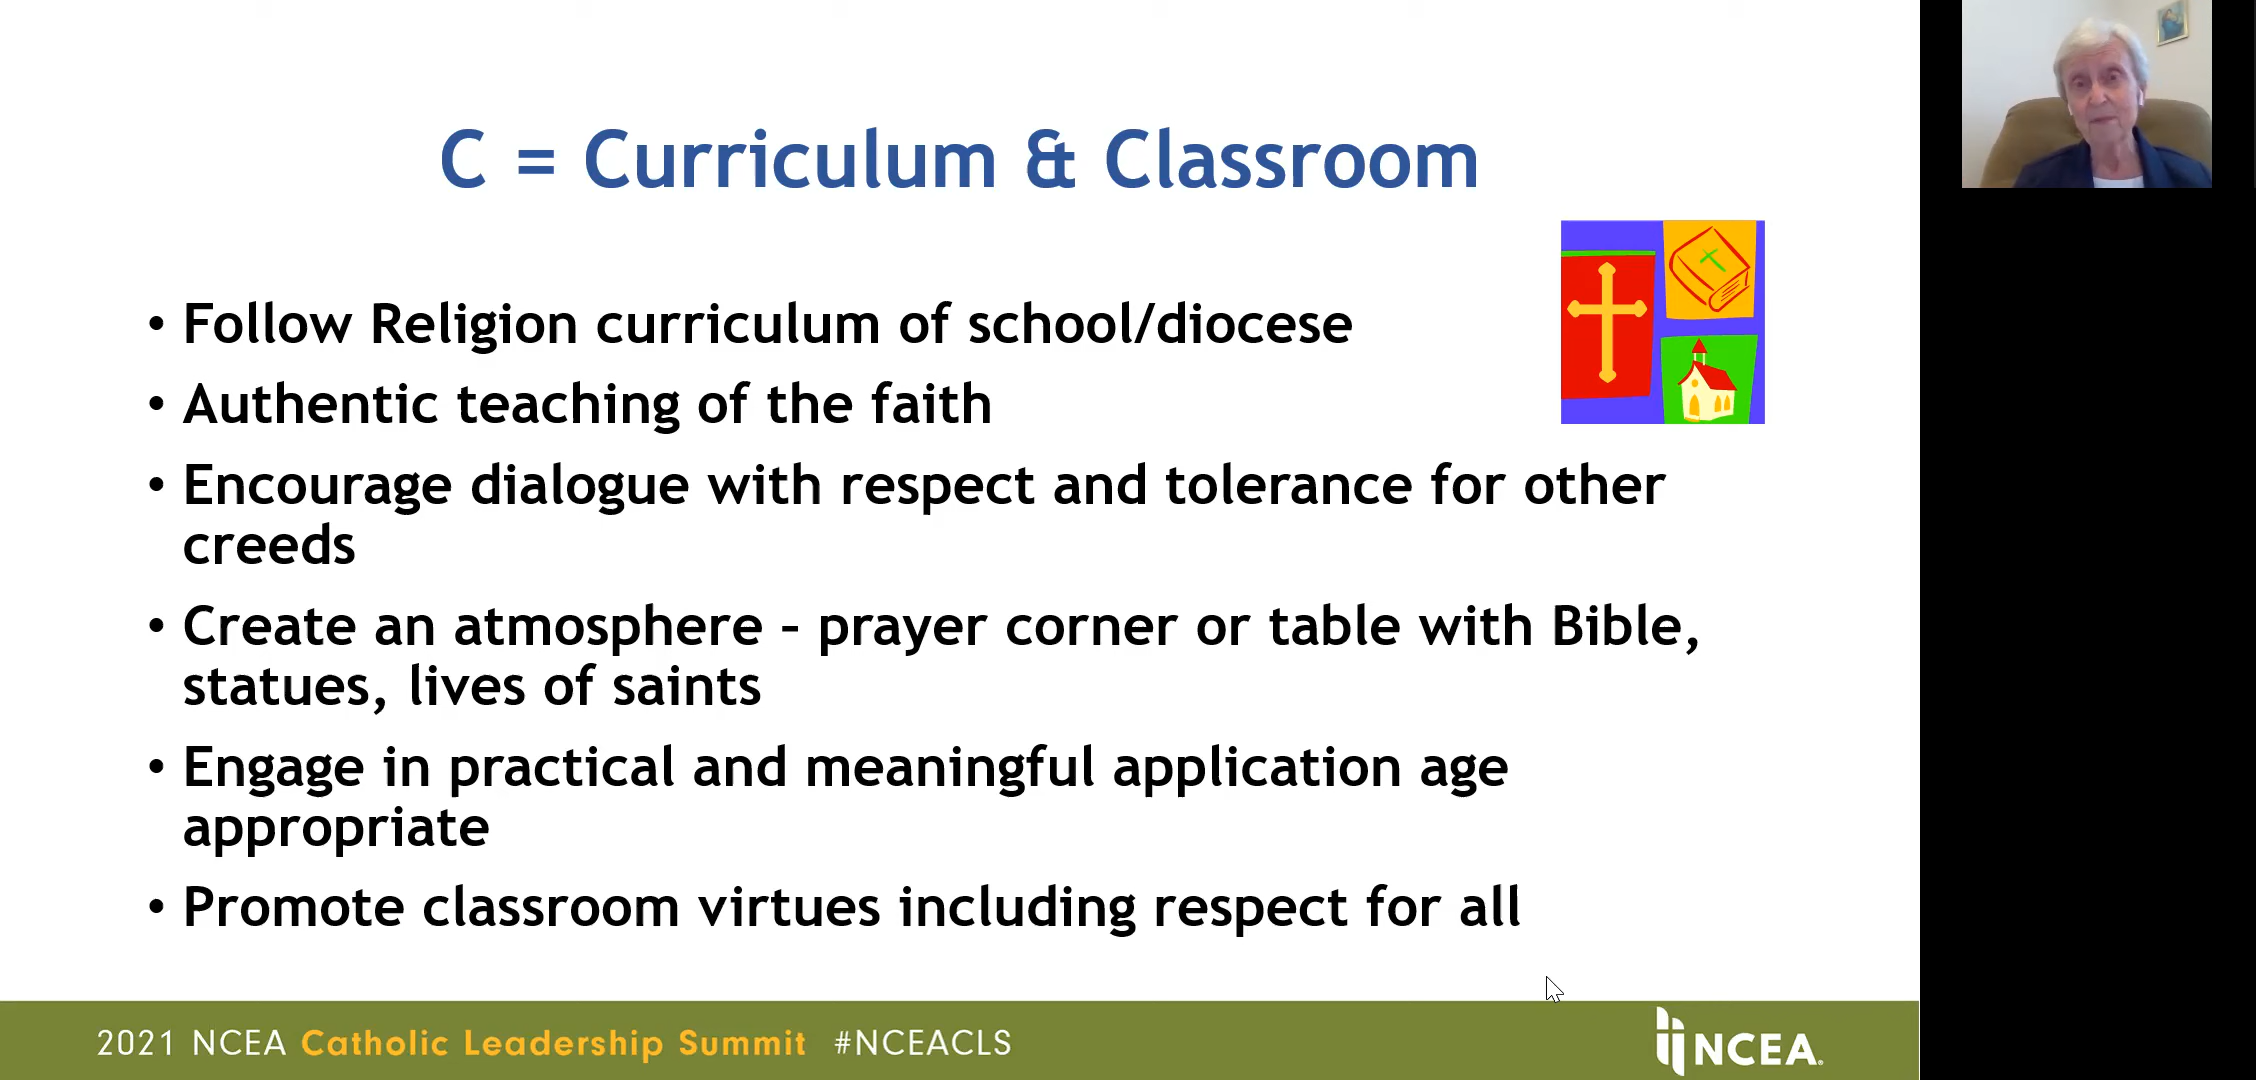 C = Curriculum & Classroom
• Follow Religion curriculum of school/diocese
• Authentic teaching of the faith
• Encourage dialogue with respect and tolerance for other
creeds
• Create an atmosphere – prayer corner or table with Bible,
statues, lives of saints
• Engage in practical and meaningful application age
appropriate
• Promote classroom virtues including respect for all
2021 NCEA Catholic Leadership Summit #NCEACLS
NCEA.